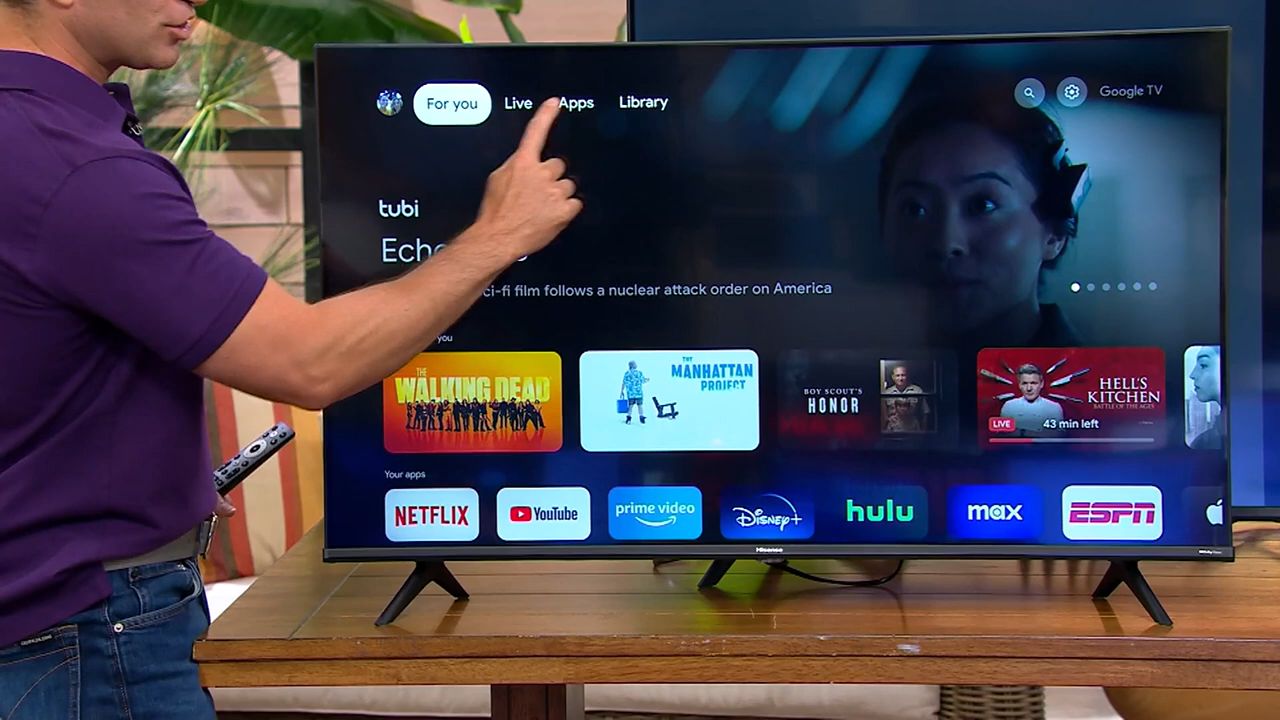 For you Live Apps Library Google TV
tubi
sci-fi film follows a nuclear attack order on America
you
THE WALKING DEAD
THE MANHATTAN PROJECT
BOY SCOUT'S HONOR
HELL'S KITCHEN
BATTLE OF THE AGES
LIVE 43 min left
Your apps
NETFLIX YouTube prime video Disney+ hulu max ESPN
Hisense